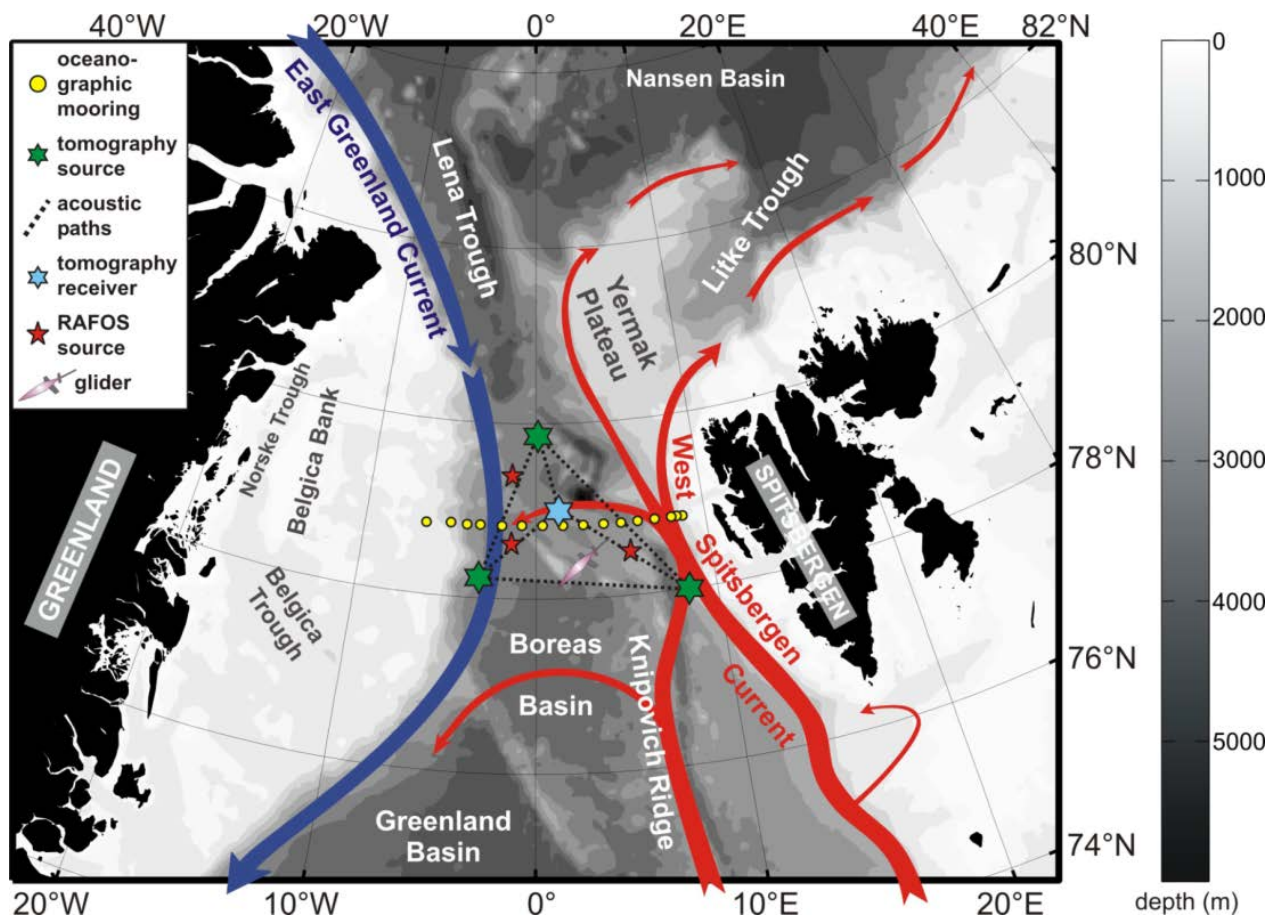 40°W
20°W
0°
20°E
40°E
82°N
oceano-
graphic
mooring
tomography
source
acoustic
paths
tomography
receiver
RAFOS
source
glider
East Greenland Current
Lena Trough
Nansen Basin
Litke Trough
Yermak
Plateau
Norske Trough
Belgica Bank
Belgica
Trough
GREENLAND
SPITSBERGEN
West
Spitsbergen
Current
Boreas
Basin
Knipovich Ridge
Greenland
Basin
80°N
78°N
76°N
74°N
20°W
10°W
0°
10°E
20°E
0
1000
2000
3000
4000
5000
depth (m)